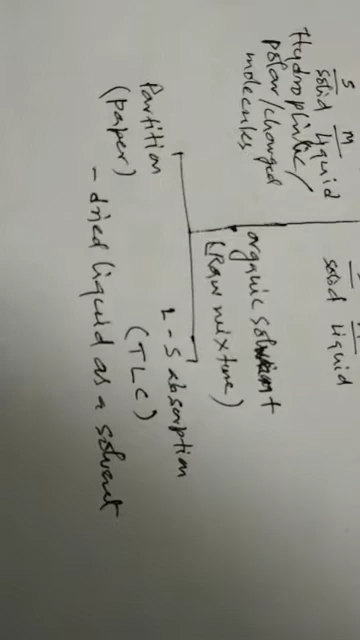 S M
solid liquid
Hydrophilic/
polar/charged
molecules
solid liquid
organic solvent
(Raw mixture)
Partition
(paper)
L-S absorption
(TLC)
- dried liquid as a solvent